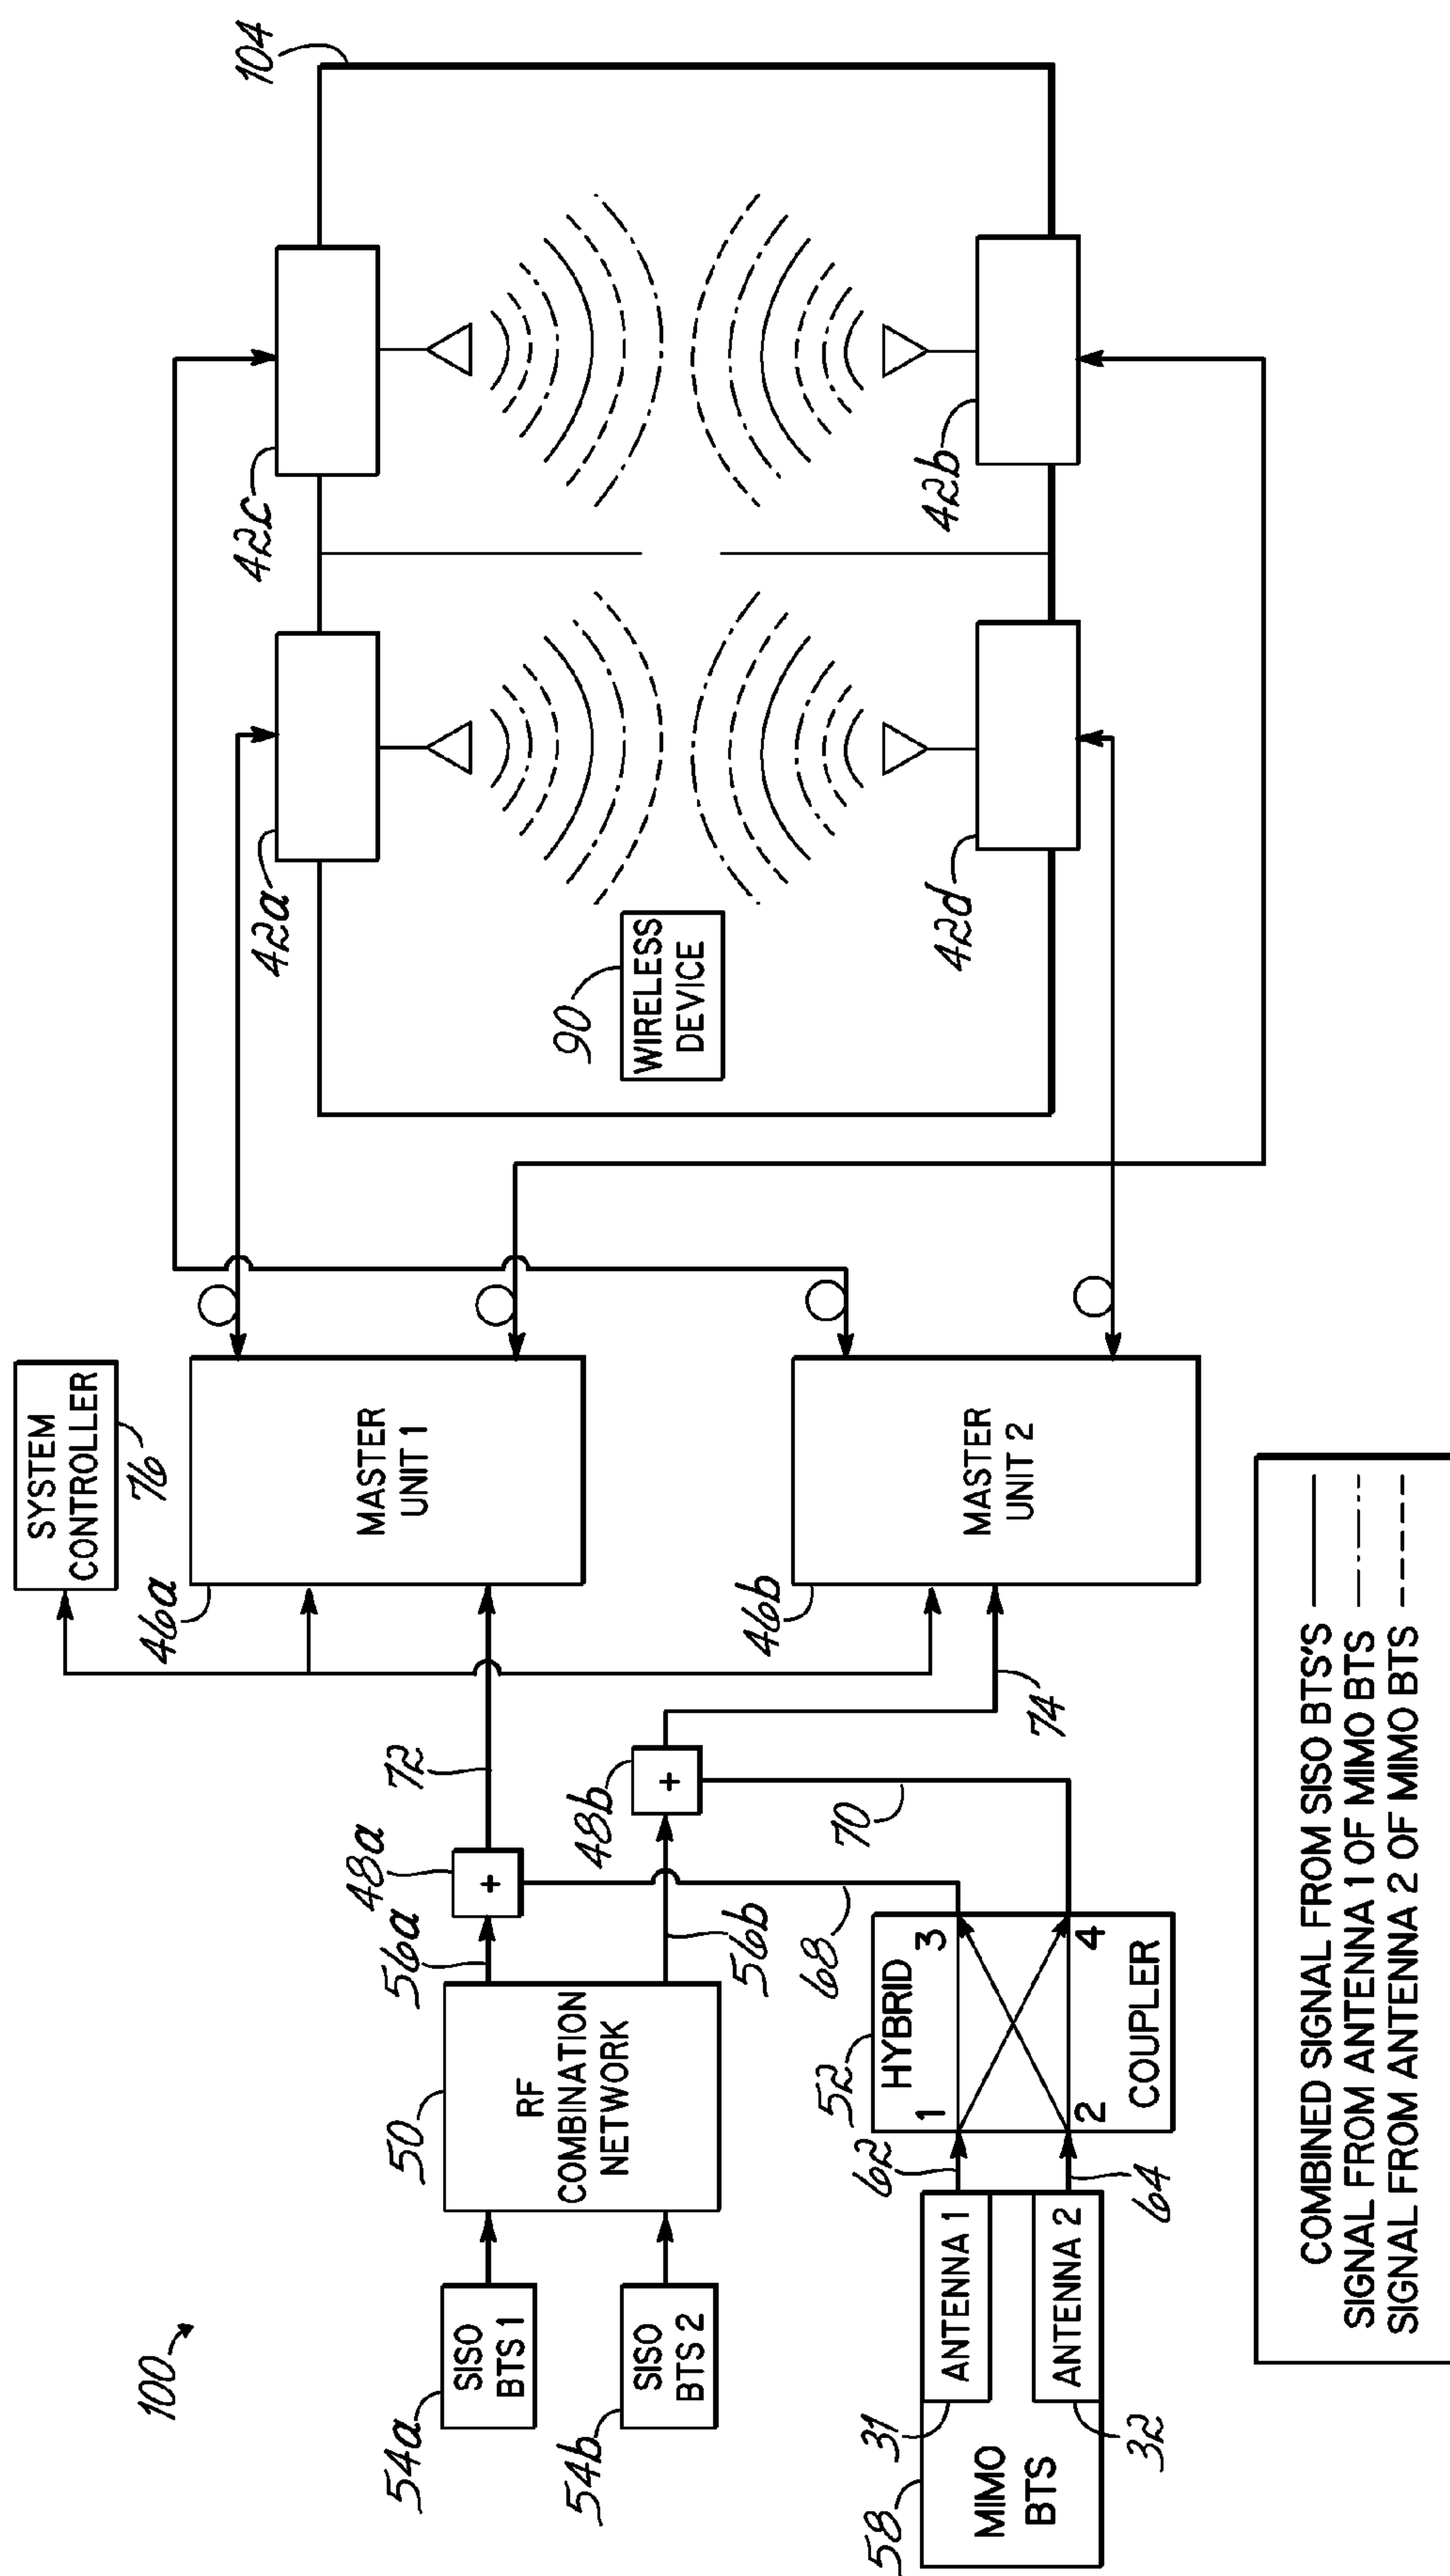 100
54a
SISO
BTS 1
54b
SISO
BTS 2
58
MIMO
BTS
31
ANTENNA 1
32
ANTENNA 2
50
RF
COMBINATION
NETWORK
62
64
52
HYBRID
COUPLER
1
2
3
4
56a
56b
48a
+
48b
+
68
70
72
74
SYSTEM
CONTROLLER
76
46a
MASTER
UNIT 1
46b
MASTER
UNIT 2
90
WIRELESS
DEVICE
42a
42c
42d
42b
104
COMBINED SIGNAL FROM SISO BTS'S
SIGNAL FROM ANTENNA 1 OF MIMO BTS
SIGNAL FROM ANTENNA 2 OF MIMO BTS